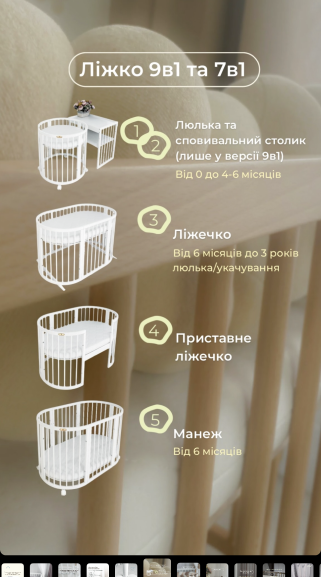 Ліжко 9в1 та 7в1
1
2
Люлька та
сповивальний столик
(лише у версії 9в1)
Від 0 до 4-6 місяців
3
Ліжечко
Від 6 місяців до 3 років
люлька/укачування
4
Приставне
ліжечко
5
Манеж
Від 6 місяців